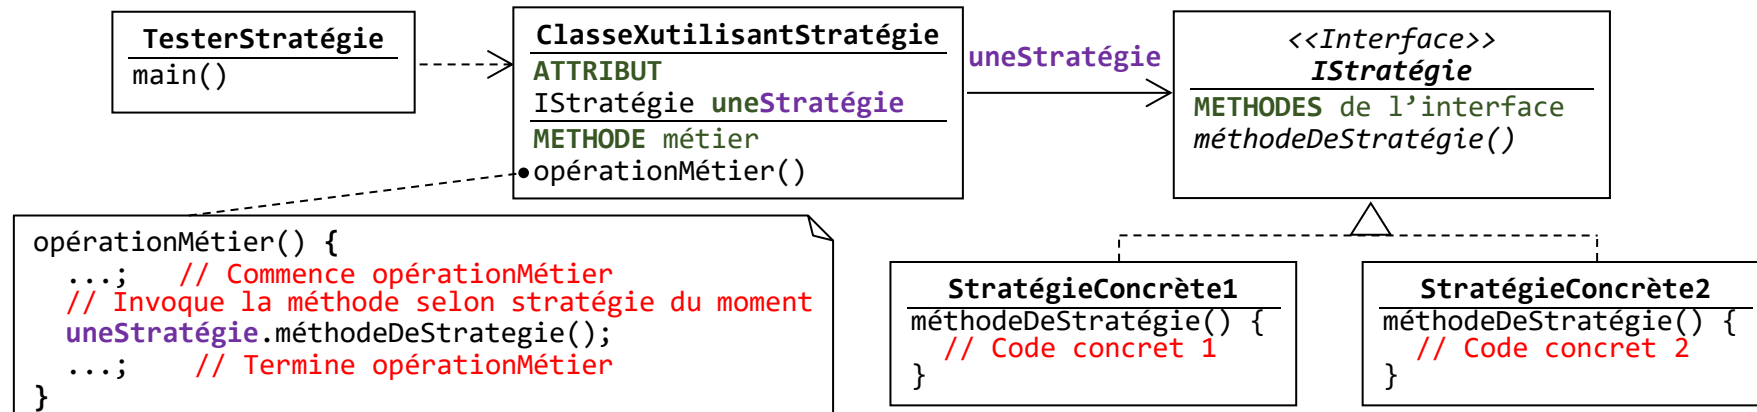 TesterStratégie
main()
ClasseXutilisantStratégie
ATTRIBUT
IStratégie uneStratégie
METHODE métier
opérationMétier()
uneStratégie
<<Interface>>
IStratégie
METHODES de l’interface
méthodeDeStratégie()
opérationMétier() {
...; // Commence opérationMétier
// Invoque la méthode selon stratégie du moment
uneStratégie.méthodeDeStrategie();
...; // Termine opérationMétier
}
StratégieConcrète1
méthodeDeStratégie() {
// Code concret 1
}
StratégieConcrète2
méthodeDeStratégie() {
// Code concret 2
}